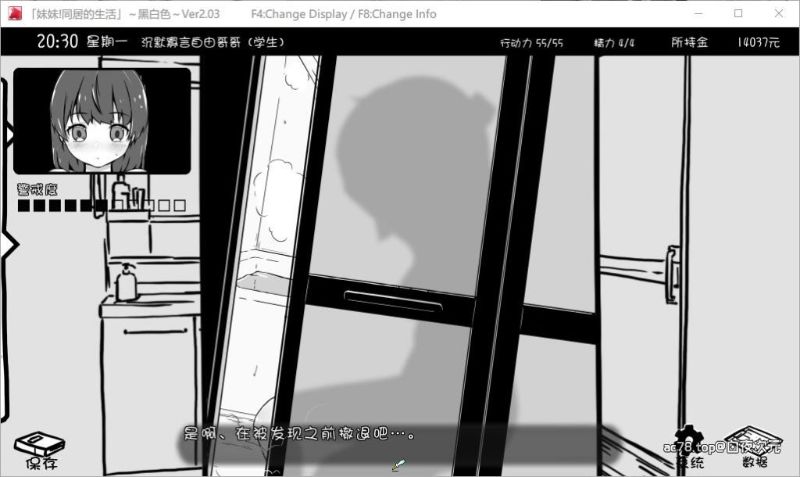 「妹妹!同居的生活」～黑白色～Ver2.03 F4:Change Display / F8:Change Info
20:30 星期一 沉默寡言自由哥哥（学生） 行动力 55/55 精力 4/4 所持金 14037元
警戒度
是啊、在被发现之前撤退吧…。
保存
ac78.top@回夜次元
系统
数据